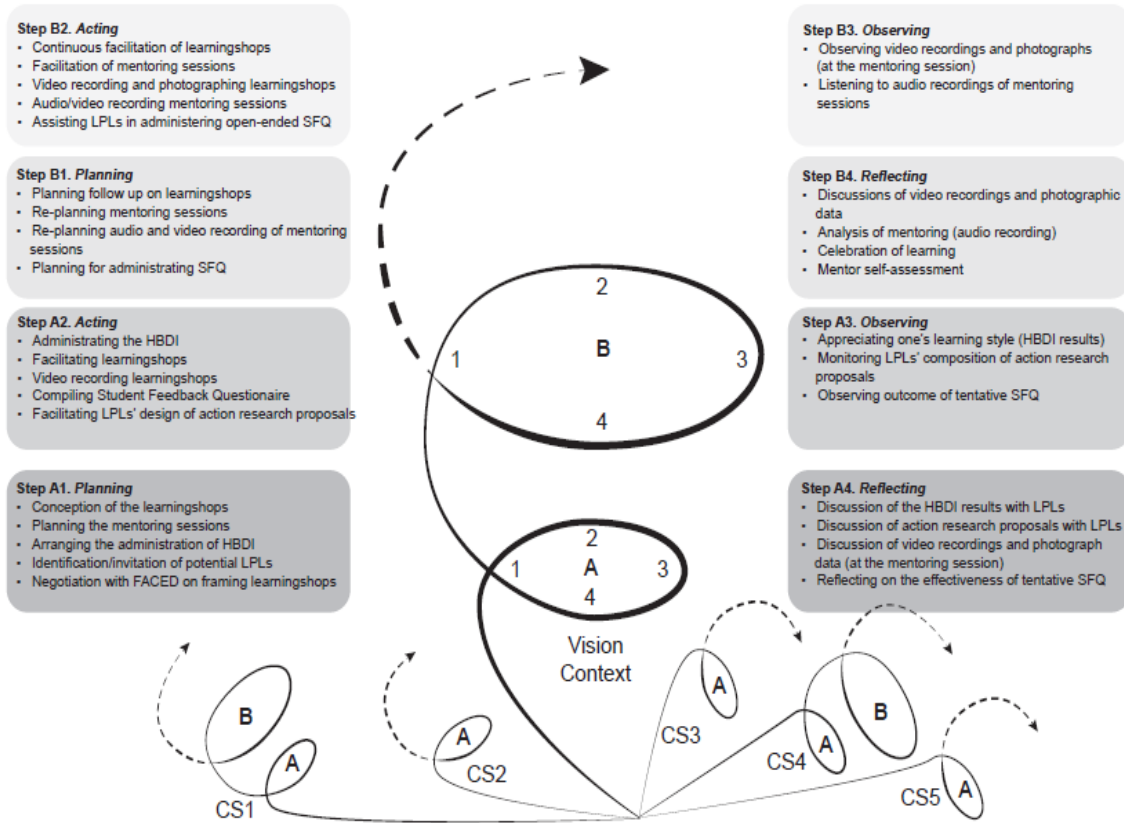 Step B2. Acting
▪ Continuous facilitation of learningshops
▪ Facilitation of mentoring sessions
▪ Video recording and photographing learningshops
▪ Audio/video recording mentoring sessions
▪ Assisting LPLs in administering open-ended SFQ
Step B3. Observing
▪ Observing video recordings and photographs
(at the mentoring session)
▪ Listening to audio recordings of mentoring
sessions
Step B1. Planning
▪ Planning follow up on learningshops
▪ Re-planning mentoring sessions
▪ Re-planning audio and video recording of mentoring
sessions
▪ Planning for administrating SFQ
Step B4. Reflecting
▪ Discussions of video recordings and photographic
data
▪ Analysis of mentoring (audio recording)
▪ Celebration of learning
▪ Mentor self-assessment
Step A2. Acting
▪ Administrating the HBDI
▪ Facilitating learningshops
▪ Video recording learningshops
▪ Compiling Student Feedback Questionaire
▪ Facilitating LPLs' design of action research proposals
Step A3. Observing
▪ Appreciating one's learning style (HBDI results)
▪ Monitoring LPLs' composition of action research
proposals
▪ Observing outcome of tentative SFQ
Step A1. Planning
▪ Conception of the learningshops
▪ Planning the mentoring sessions
▪ Arranging the administration of HBDI
▪ Identification/invitation of potential LPLs
▪ Negotiation with FACED on framing learningshops
Step A4. Reflecting
▪ Discussion of the HBDI results with LPLs
▪ Discussion of action research proposals with LPLs
▪ Discussion of video recordings and photograph
data (at the mentoring session)
▪ Reflecting on the effectiveness of tentative SFQ
2
B
1
3
4
2
1
A
3
4
Vision
Context
B
A
CS1
A
CS2
A
CS3
B
A
CS4
A
CS5